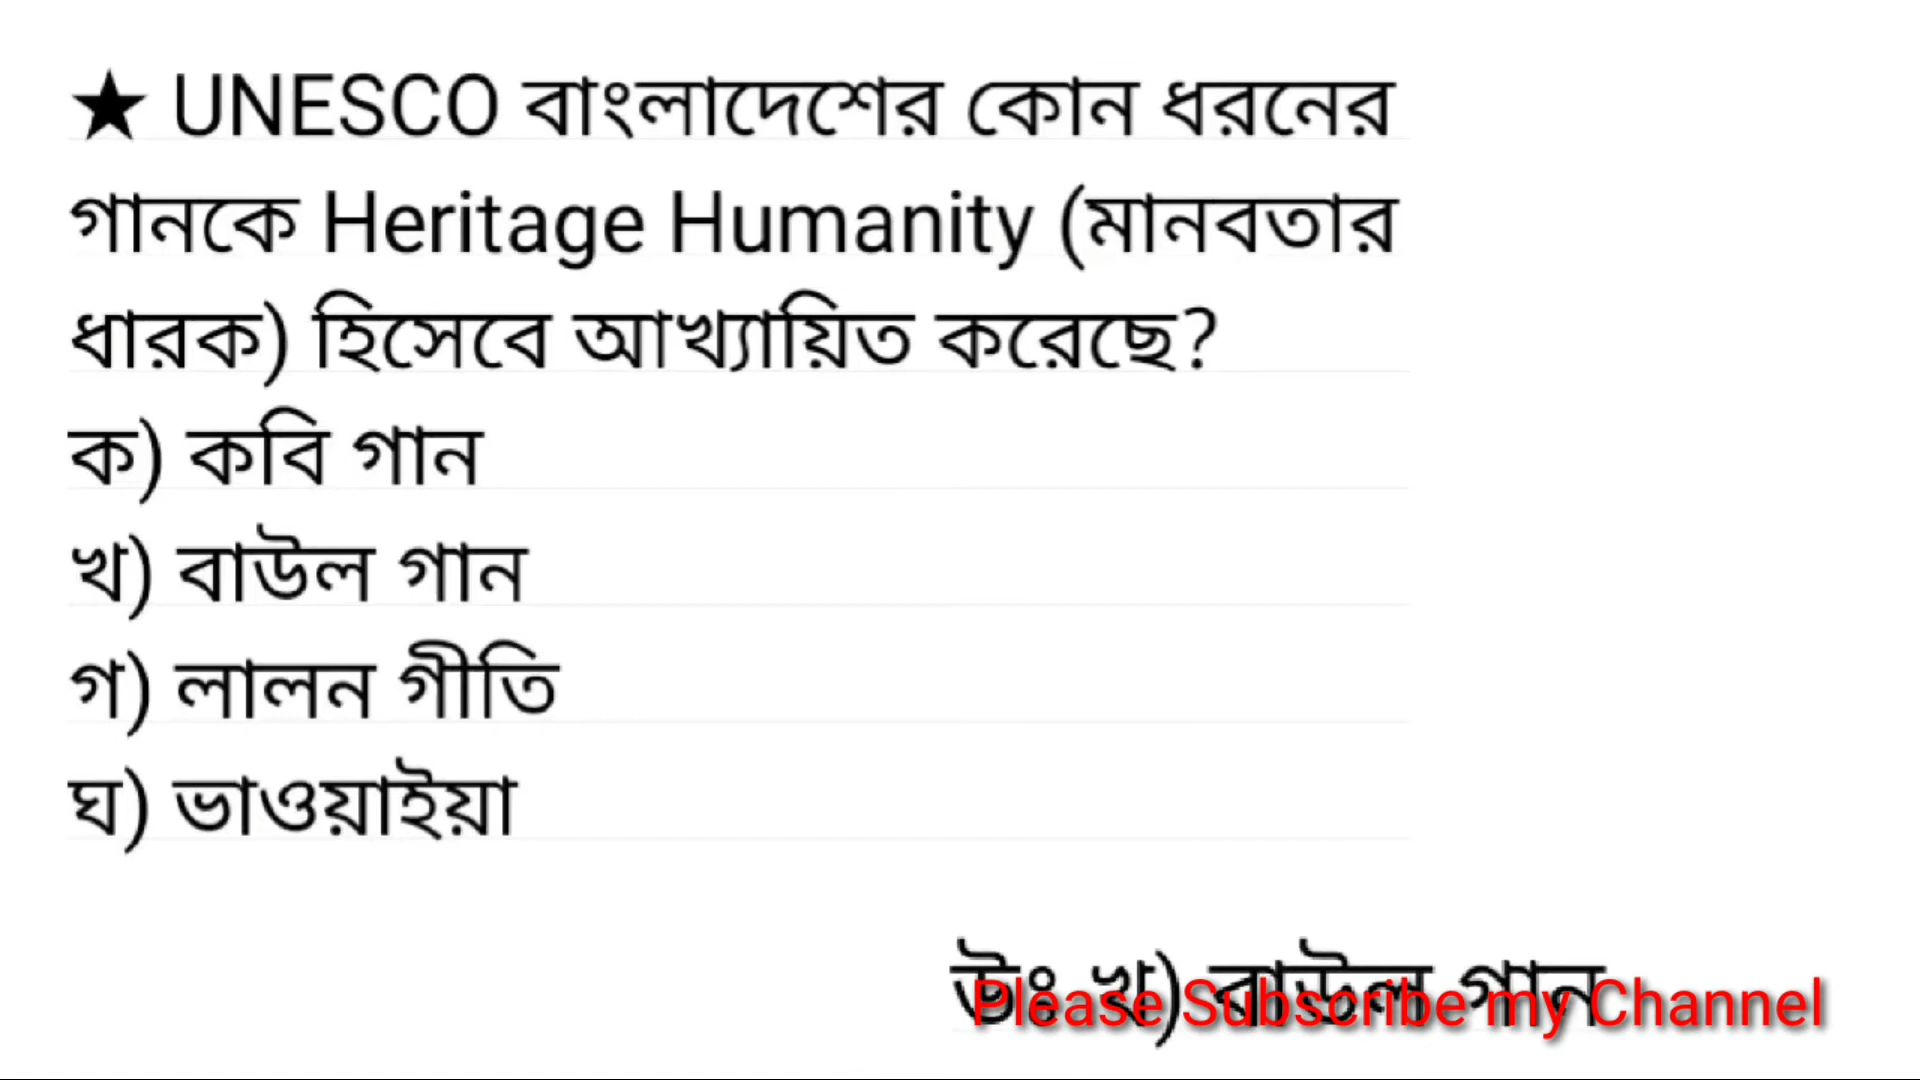 ★ UNESCO বাংলাদেশের কোন ধরনের
গানকে Heritage Humanity (মানবতার
ধারক) হিসেবে আখ্যায়িত করেছে?
ক) কবি গান
খ) বাউল গান
গ) লালন গীতি
ঘ) ভাওয়াইয়া
উঃ খ) বাউল গান
Please Subscribe my Channel